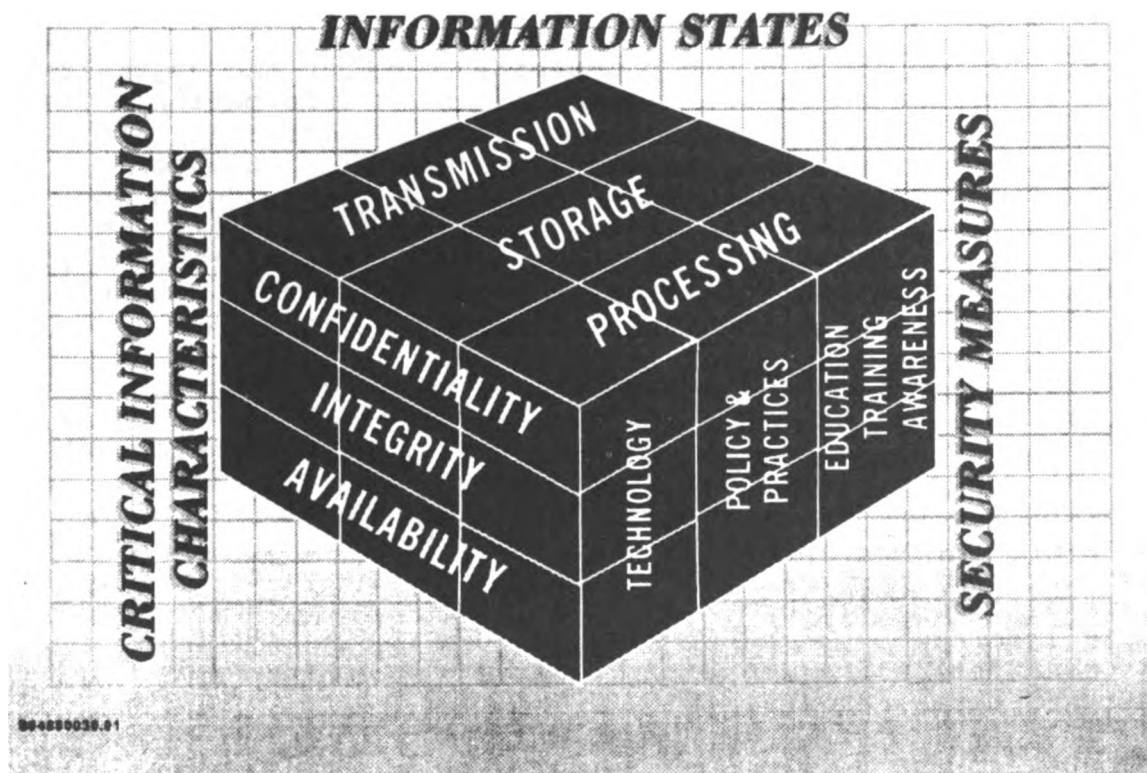 INFORMATION STATES
CRITICAL INFORMATION
CHARACTERISTICS
TRANSMISSION
STORAGE
PROCESSING
CONFIDENTIALITY
INTEGRITY
AVAILABILITY
TECHNOLOGY
POLICY &
PRACTICES
EDUCATION
TRAINING
AWARENESS
SECURITY MEASURES